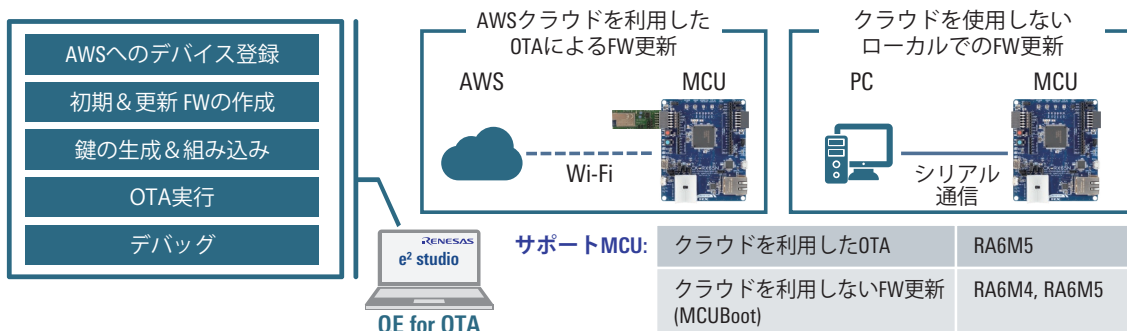 AWSへのデバイス登録
初期＆更新 FWの作成
鍵の生成＆組み込み
OTA実行
デバッグ
RENESAS
e² studio
QE for OTA
AWSクラウドを利用した
OTAによるFW更新
AWS
MCU
Wi-Fi
クラウドを使用しない
ローカルでのFW更新
PC
MCU
シリアル
通信
サポートMCU:
クラウドを利用したOTA
RA6M5
クラウドを利用しないFW更新
(MCUBoot)
RA6M4, RA6M5